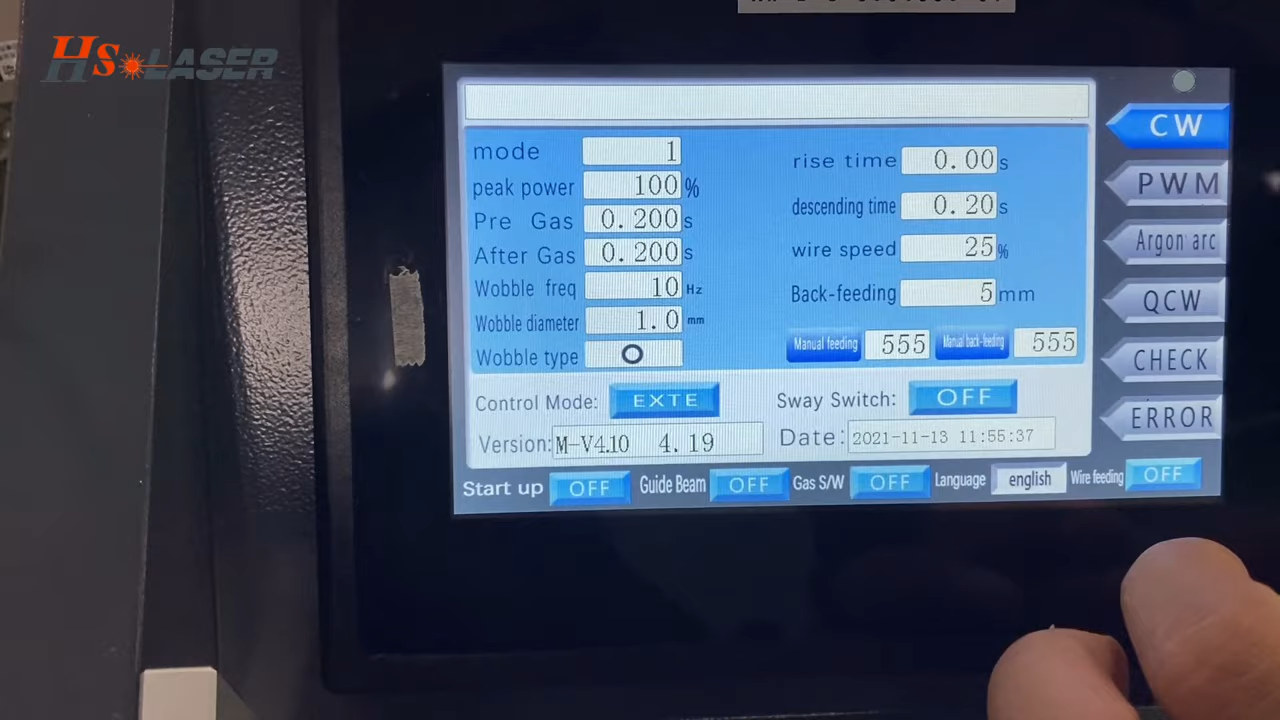 HS LASER
CW
mode 1
rise time 0.00 s
PWM
peak power 100 %
descending time 0.20 s
Pre Gas 0.200 s
Argon arc
After Gas 0.200 s
wire speed 25 %
Wobble freq 10 Hz
Back-feeding 5 mm
QCW
Wobble diameter 1.0 mm
Manual feeding 555 Manual back-feeding 555
Wobble type
CHECK
Control Mode: EXTE
Sway Switch: OFF
ERROR
Version: M-V4.10 4.19
Date: 2021-11-13 11:55:37
Start up OFF Guide Beam OFF Gas S/W OFF Language english Wire feeding OFF